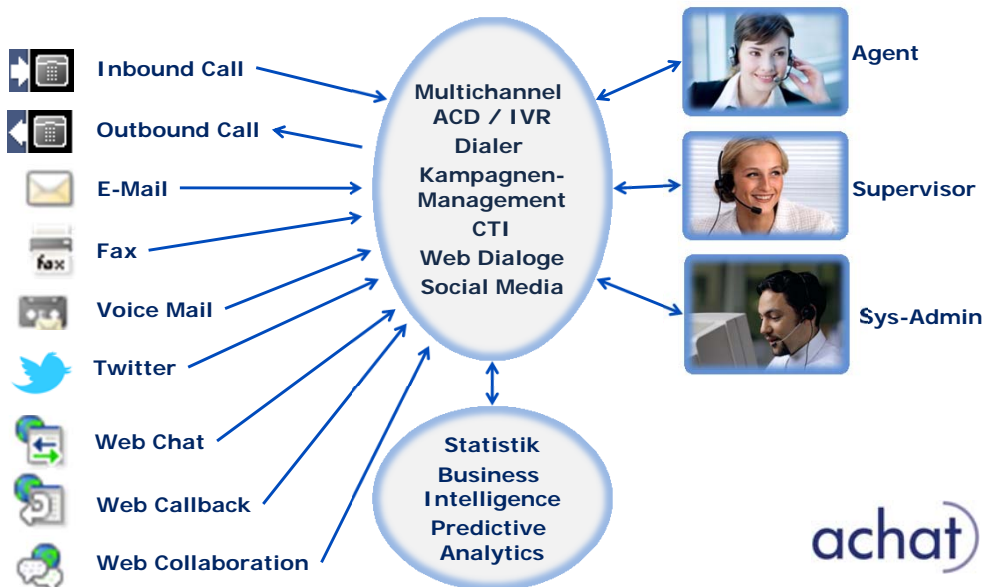 Inbound Call
Outbound Call
E-Mail
fax
Fax
Voice Mail
Twitter
Web Chat
Web Callback
Web Collaboration
Multichannel
ACD / IVR
Dialer
Kampagnen-
Management
CTI
Web Dialoge
Social Media
Statistik
Business
Intelligence
Predictive
Analytics
Agent
Supervisor
Sys-Admin
achat